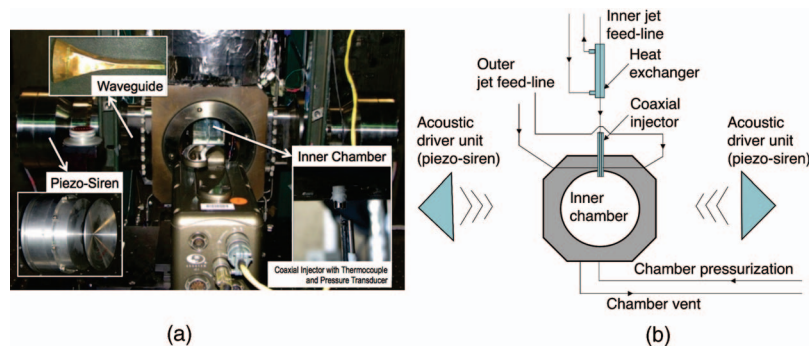 Waveguide
Piezo-Siren
Inner Chamber
Coaxial Injector with Thermocouple
and Pressure Transducer
(a)
Inner jet
feed-line
Heat
exchanger
Outer
jet feed-line
Coaxial
injector
Acoustic
driver unit
(piezo-siren)
Acoustic
driver unit
(piezo-siren)
Inner
chamber
Chamber pressurization
Chamber vent
(b)